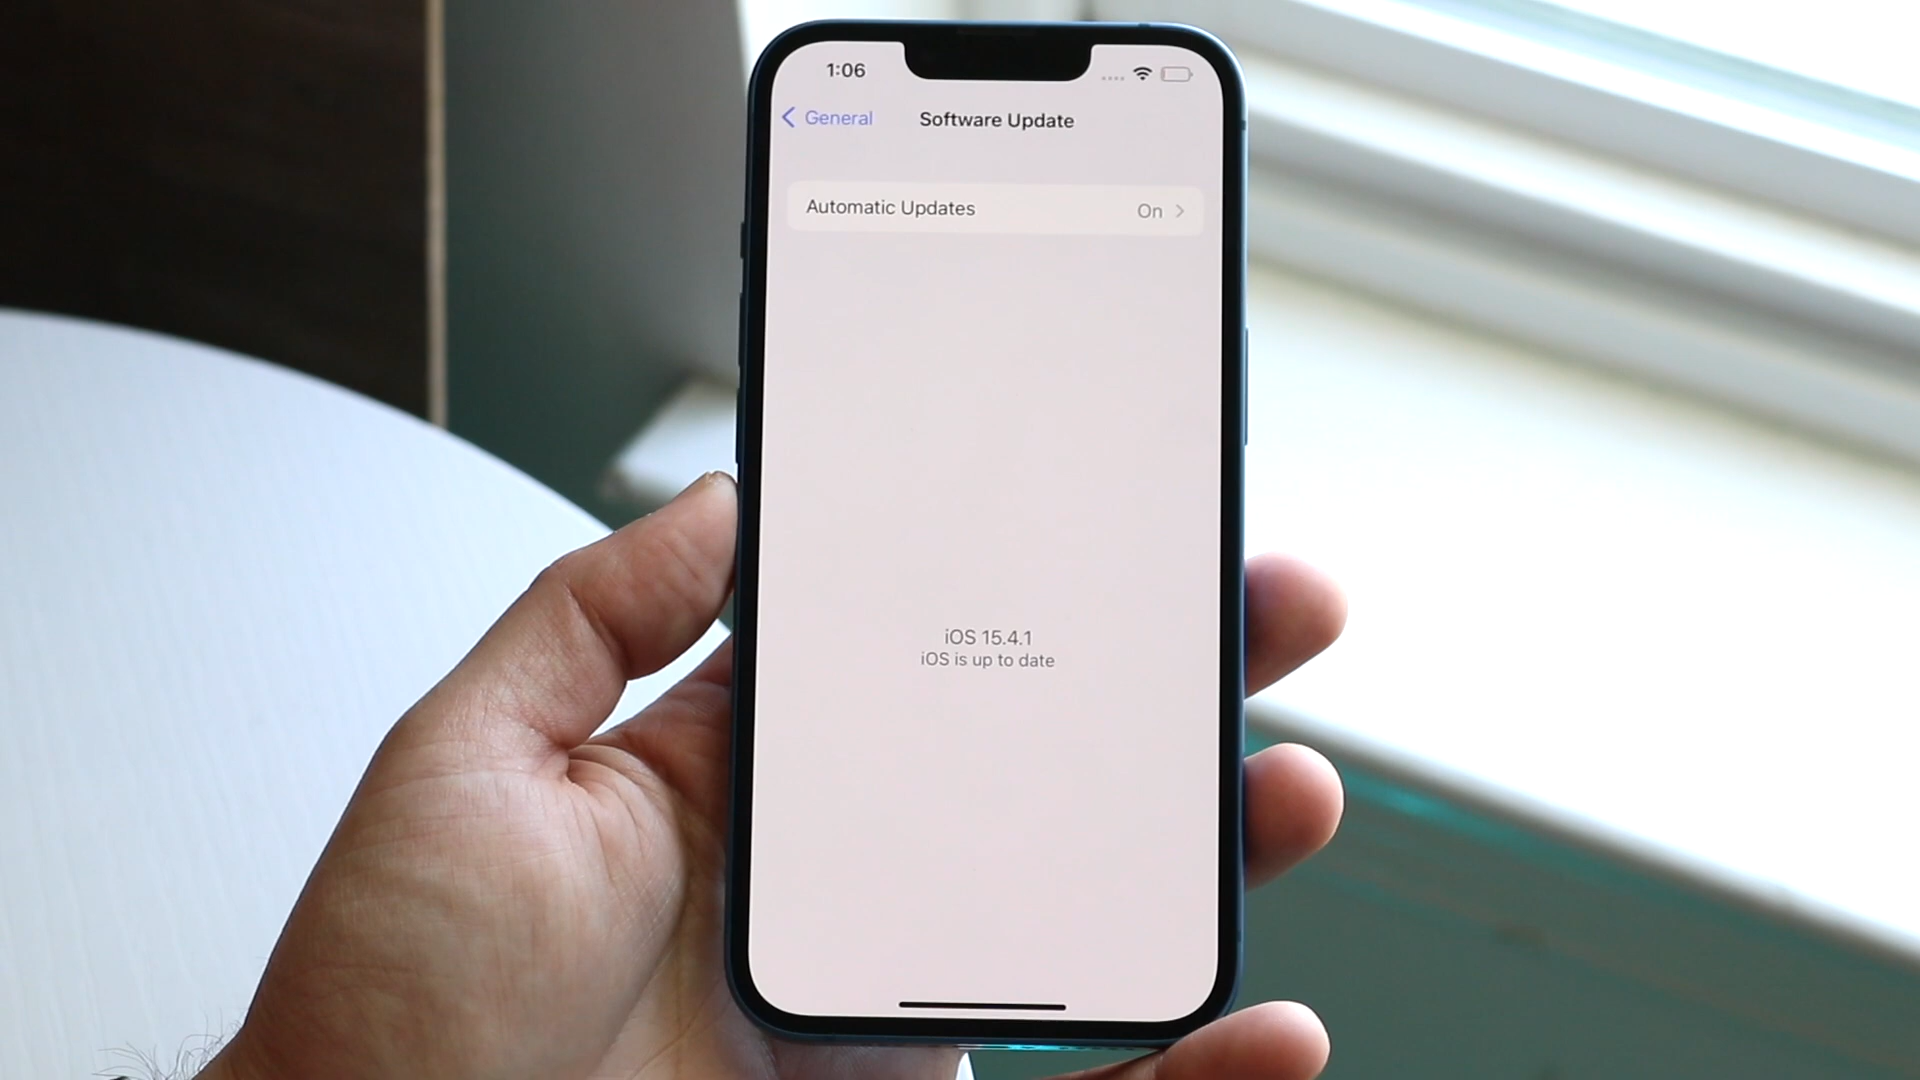 1:06
General
Software Update
Automatic Updates On
iOS 15.4.1
iOS is up to date